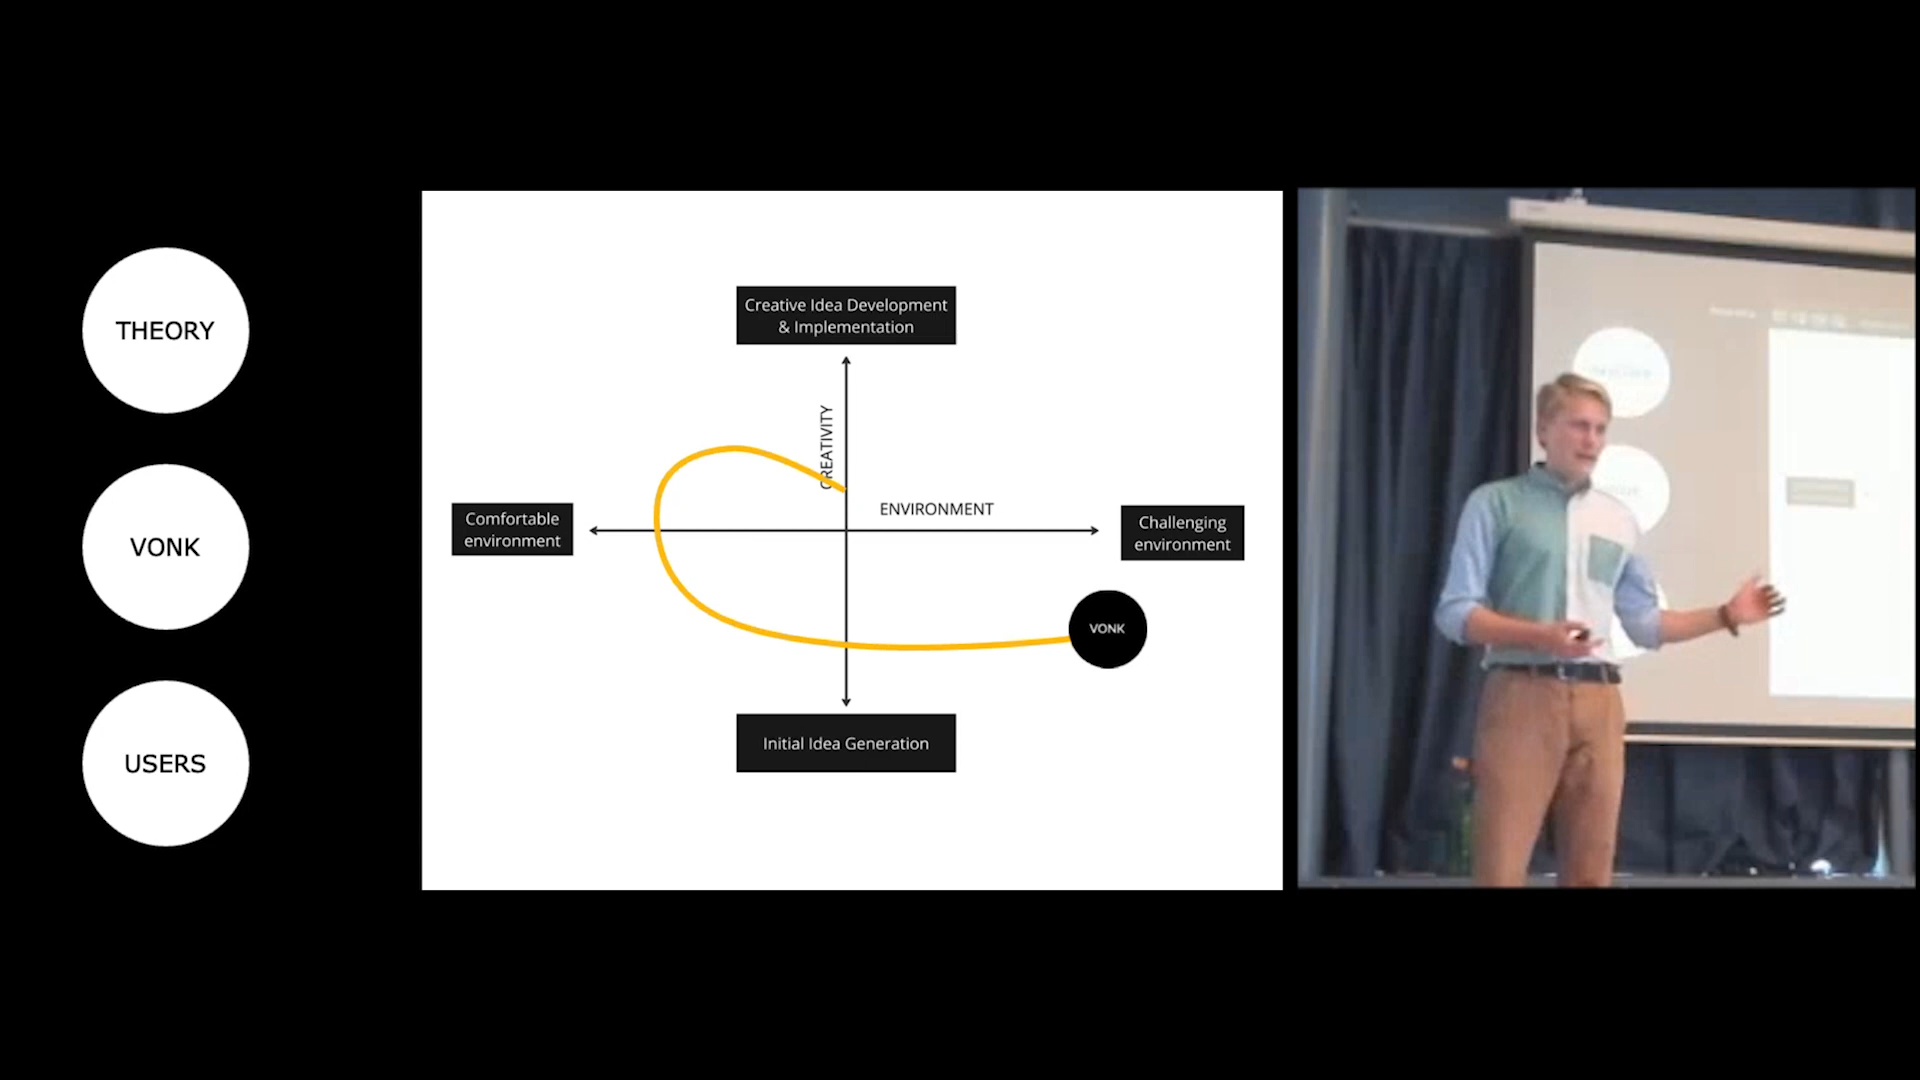 THEORY
VONK
USERS
Creative Idea Development
& Implementation
CREATIVITY
ENVIRONMENT
Comfortable
environment
Challenging
environment
VONK
Initial Idea Generation